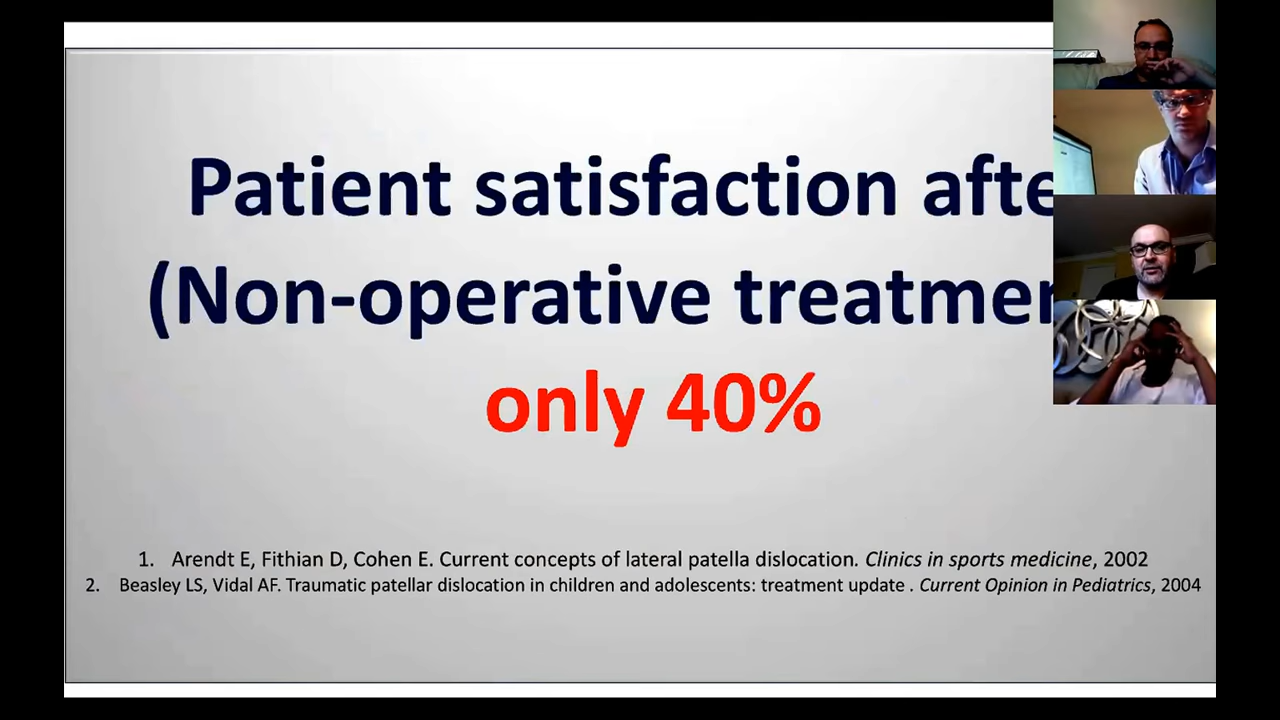 Patient satisfaction afte
(Non-operative treatmen
only 40%
1. Arendt E, Fithian D, Cohen E. Current concepts of lateral patella dislocation. Clinics in sports medicine, 2002
2. Beasley LS, Vidal AF. Traumatic patellar dislocation in children and adolescents: treatment update . Current Opinion in Pediatrics, 2004